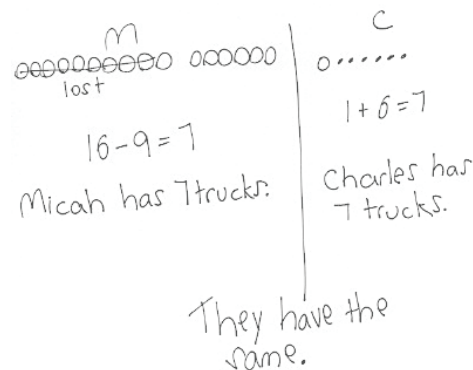 M
lost
16-9=7
Micah has 7 trucks.
C
1+6=7
Charles has
7 trucks.
They have the
same.